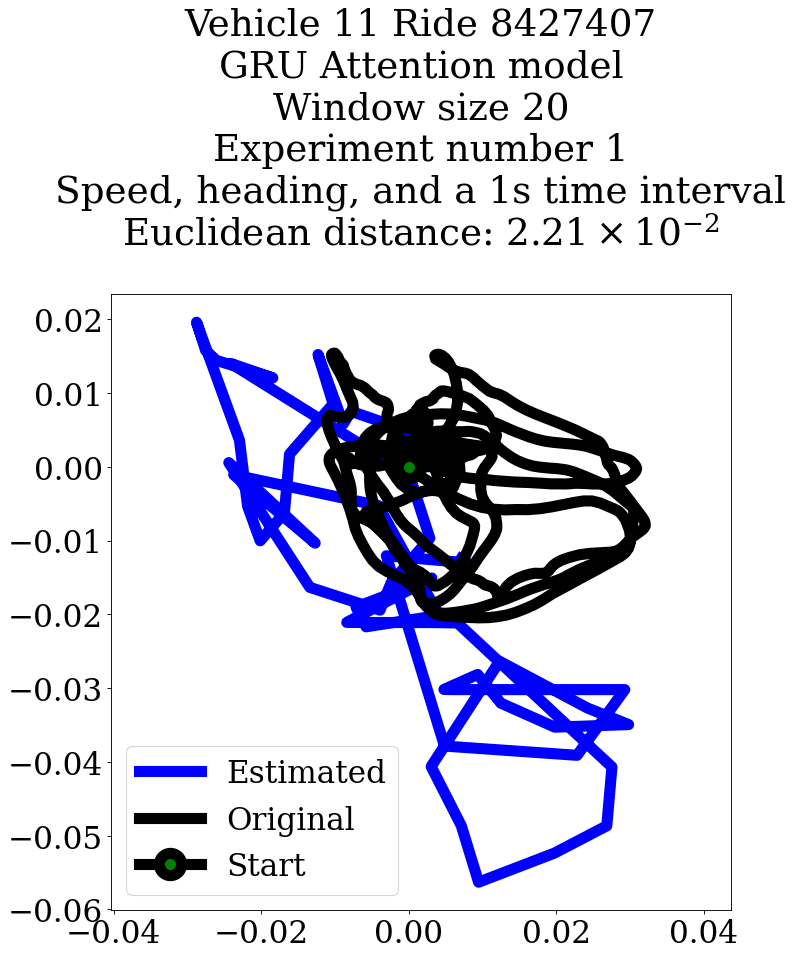 Vehicle 11 Ride 8427407
GRU Attention model
Window size 20
Experiment number 1
Speed, heading, and a 1s time interval
Euclidean distance: 2.21 × 10⁻²
0.02
0.01
0.00
−0.01
−0.02
−0.03
−0.04
−0.05
−0.06
Estimated
Original
Start
−0.04 −0.02 0.00 0.02 0.04